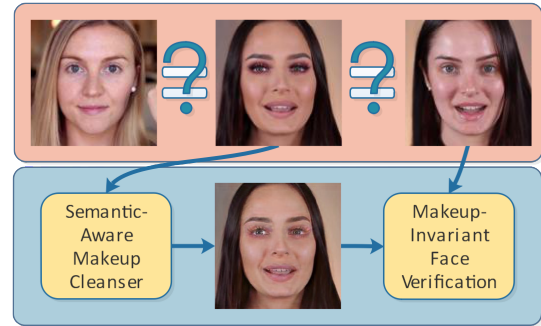 ?
?
Semantic-
Aware
Makeup
Cleanser
Makeup-
Invariant
Face
Verification